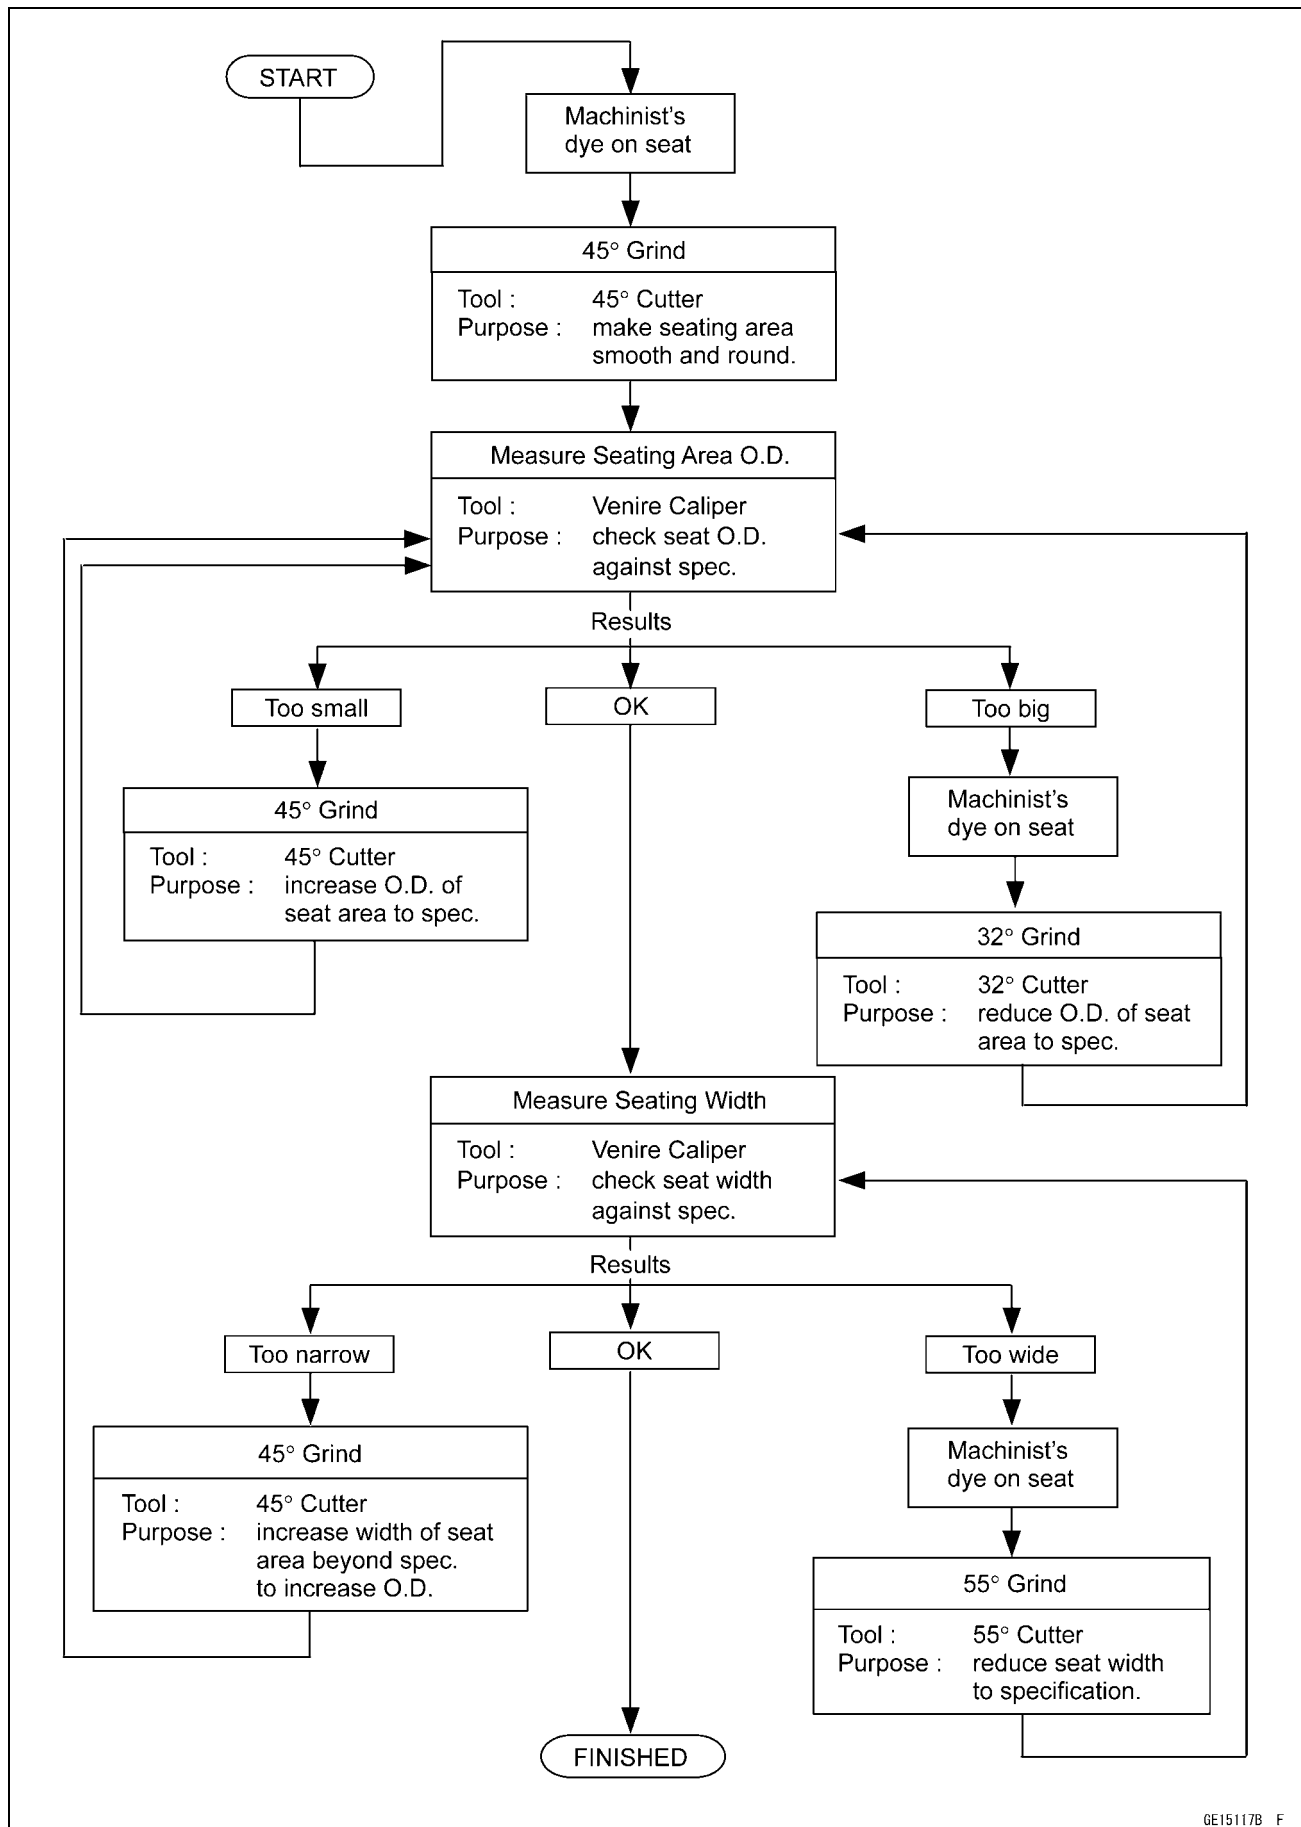 START
Machinist's
dye on seat
45° Grind
Tool : 45° Cutter
Purpose : make seating area
smooth and round.
Measure Seating Area O.D.
Tool : Venire Caliper
Purpose : check seat O.D.
against spec.
Results
Too small
OK
Too big
45° Grind
Tool : 45° Cutter
Purpose : increase O.D. of
seat area to spec.
Machinist's
dye on seat
32° Grind
Tool : 32° Cutter
Purpose : reduce O.D. of seat
area to spec.
Measure Seating Width
Tool : Venire Caliper
Purpose : check seat width
against spec.
Results
Too narrow
OK
Too wide
45° Grind
Tool : 45° Cutter
Purpose : increase width of seat
area beyond spec.
to increase O.D.
Machinist's
dye on seat
55° Grind
Tool : 55° Cutter
Purpose : reduce seat width
to specification.
FINISHED
GE15117B F